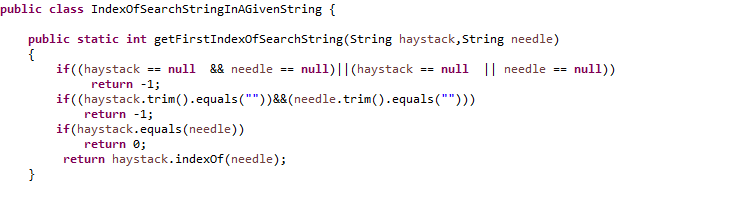 public class IndexOfSearchStringInAGivenString {
public static int getFirstIndexOfSearchString(String haystack,String needle)
{
if((haystack == null  && needle == null)||(haystack == null  || needle == null))
return -1;
if((haystack.trim().equals(""))&&(needle.trim().equals("")))
return -1;
if(haystack.equals(needle))
return 0;
return haystack.indexOf(needle);
}